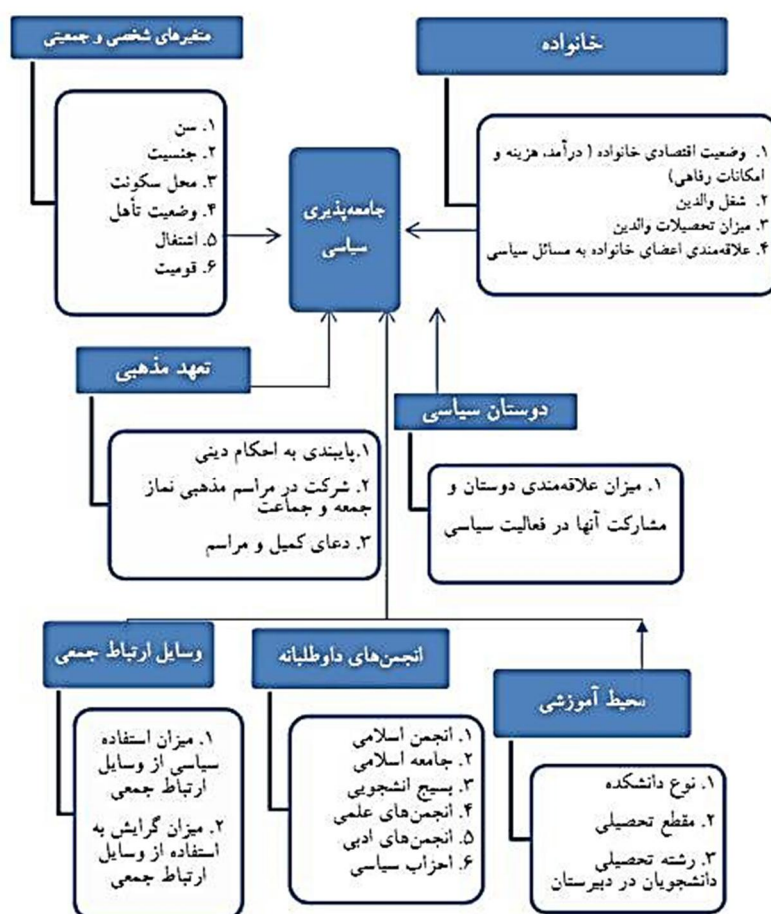 متغیرهای شخصی و جمعیتی
۱. سن
۲. جنسیت
۳. محل سکونت
۴. وضعیت تأهل
۵. اشتغال
۶. قومیت
خانواده
۱. وضعیت اقتصادی خانواده ( درآمد، هزینه و
امکانات رفاهی)
۲. شغل والدین
۳. میزان تحصیلات والدین
۴. علاقه‌مندی اعضای خانواده به مسائل سیاسی
جامعه‌پذیری
سیاسی
تعهد مذهبی
۱.پایبندی به احکام دینی
۲. شرکت در مراسم مذهبی نماز
جمعه و جماعت
۳. دعای کمیل و مراسم
دوستان سیاسی
۱. میزان علاقه‌مندی دوستان و
مشارکت آنها در فعالیت سیاسی
وسایل ارتباط جمعی
۱. میزان استفاده
سیاسی از وسایل
ارتباط جمعی
۲. میزان گرایش به
استفاده از وسایل
ارتباط جمعی
انجمن‌های داوطلبانه
۱. انجمن اسلامی
۲. جامعه اسلامی
۳. بسیج انشجویی
۴. انجمن‌های علمی
۵. انجمن‌های ادبی
۶. احزاب سیاسی
محیط آموزشی
۱. نوع دانشکده
۲. مقطع تحصیلی
۳. رشته تحصیلی
دانشجویان در دبیرستان